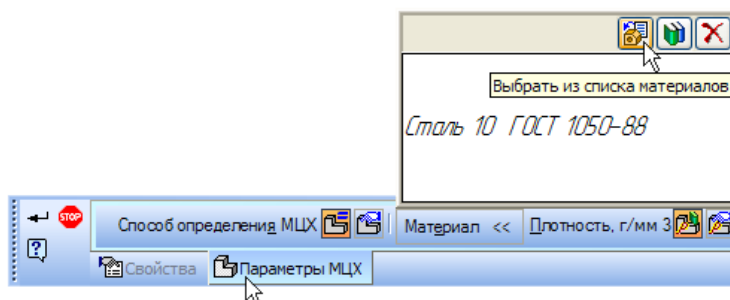 Выбрать из списка материалов
Сталь 10 ГОСТ 1050-88
STOP
Способ определения МЦХ
Материал <<
Плотность, г/мм 3
Свойства
Параметры МЦХ